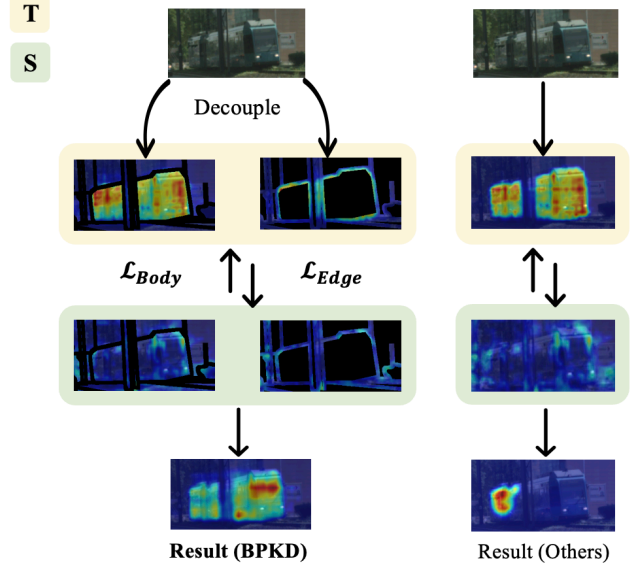 T
S
Decouple
ℒBody
ℒEdge
Result (BPKD)
Result (Others)